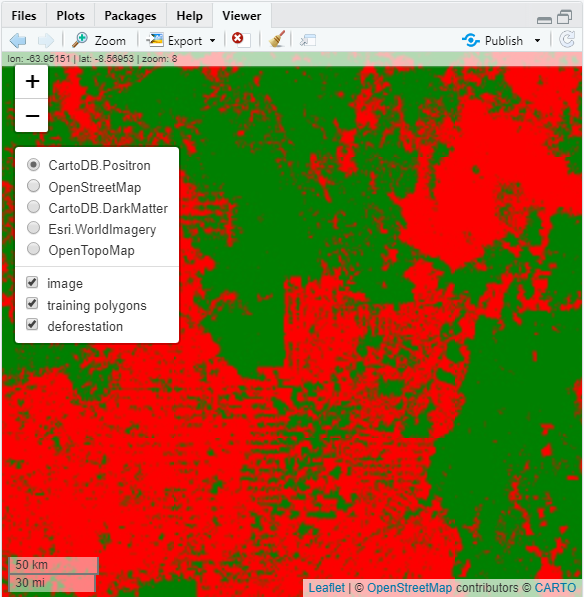 Files Plots Packages Help Viewer
Zoom Export Publish
lon: -63.95151 | lat: -8.56953 | zoom: 8
+
−
CartoDB.Positron
OpenStreetMap
CartoDB.DarkMatter
Esri.WorldImagery
OpenTopoMap
image
training polygons
deforestation
50 km
30 mi
Leaflet | © OpenStreetMap contributors © CARTO